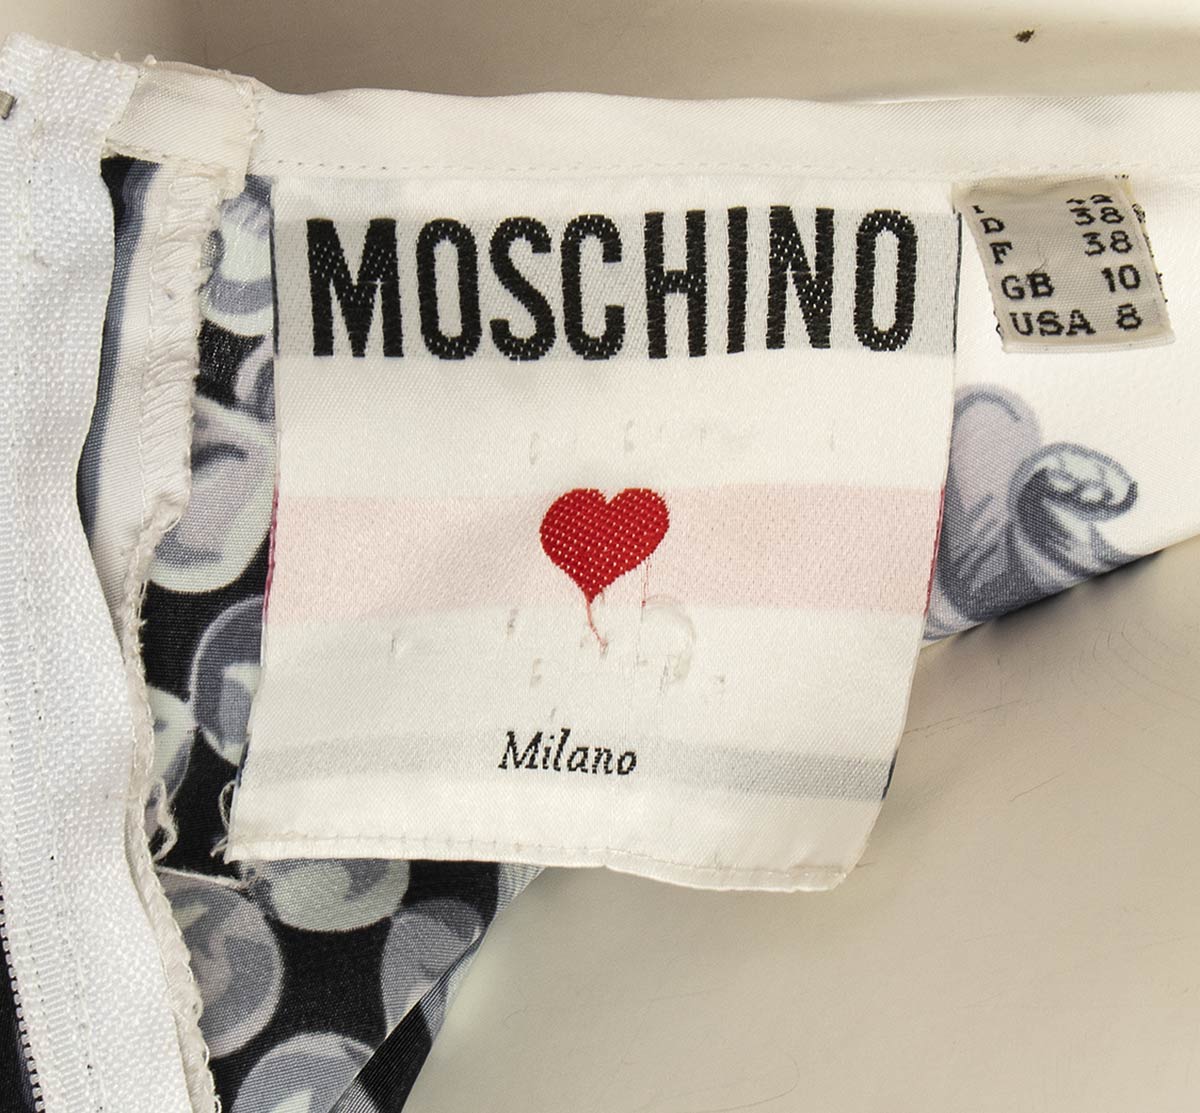 MOSCHINO
Milano
D 38
F 38
GB 10
USA 8